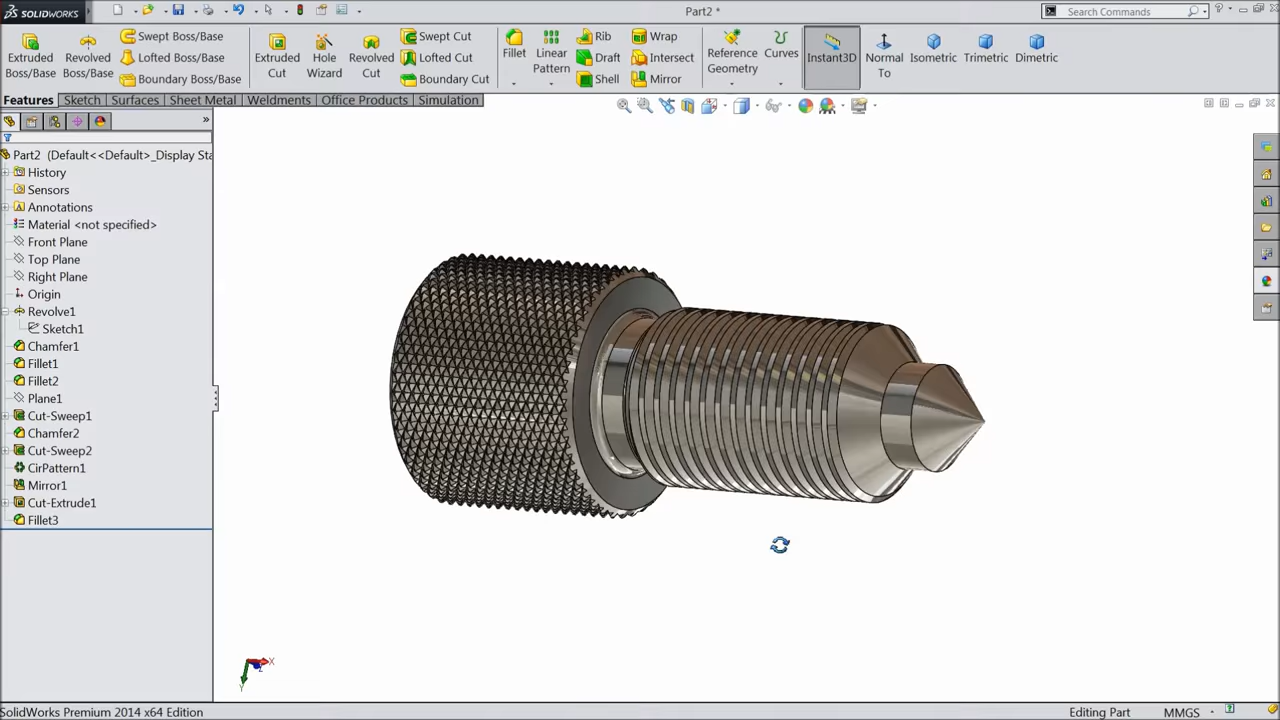 SOLIDWORKS
Part2 *
Search Commands
Extruded Boss/Base
Revolved Boss/Base
Swept Boss/Base
Lofted Boss/Base
Boundary Boss/Base
Extruded Cut
Hole Wizard
Revolved Cut
Swept Cut
Lofted Cut
Boundary Cut
Fillet
Linear Pattern
Rib
Draft
Shell
Wrap
Intersect
Mirror
Reference Geometry
Curves
Instant3D
Normal To
Isometric
Trimetric
Dimetric
Features
Sketch
Surfaces
Sheet Metal
Weldments
Office Products
Simulation
Part2 (Default<<Default>_Display Sta
History
Sensors
Annotations
Material <not specified>
Front Plane
Top Plane
Right Plane
Origin
Revolve1
Sketch1
Chamfer1
Fillet1
Fillet2
Plane1
Cut-Sweep1
Chamfer2
Cut-Sweep2
CirPattern1
Mirror1
Cut-Extrude1
Fillet3
X
Z
Y
SolidWorks Premium 2014 x64 Edition
Editing Part
MMGS